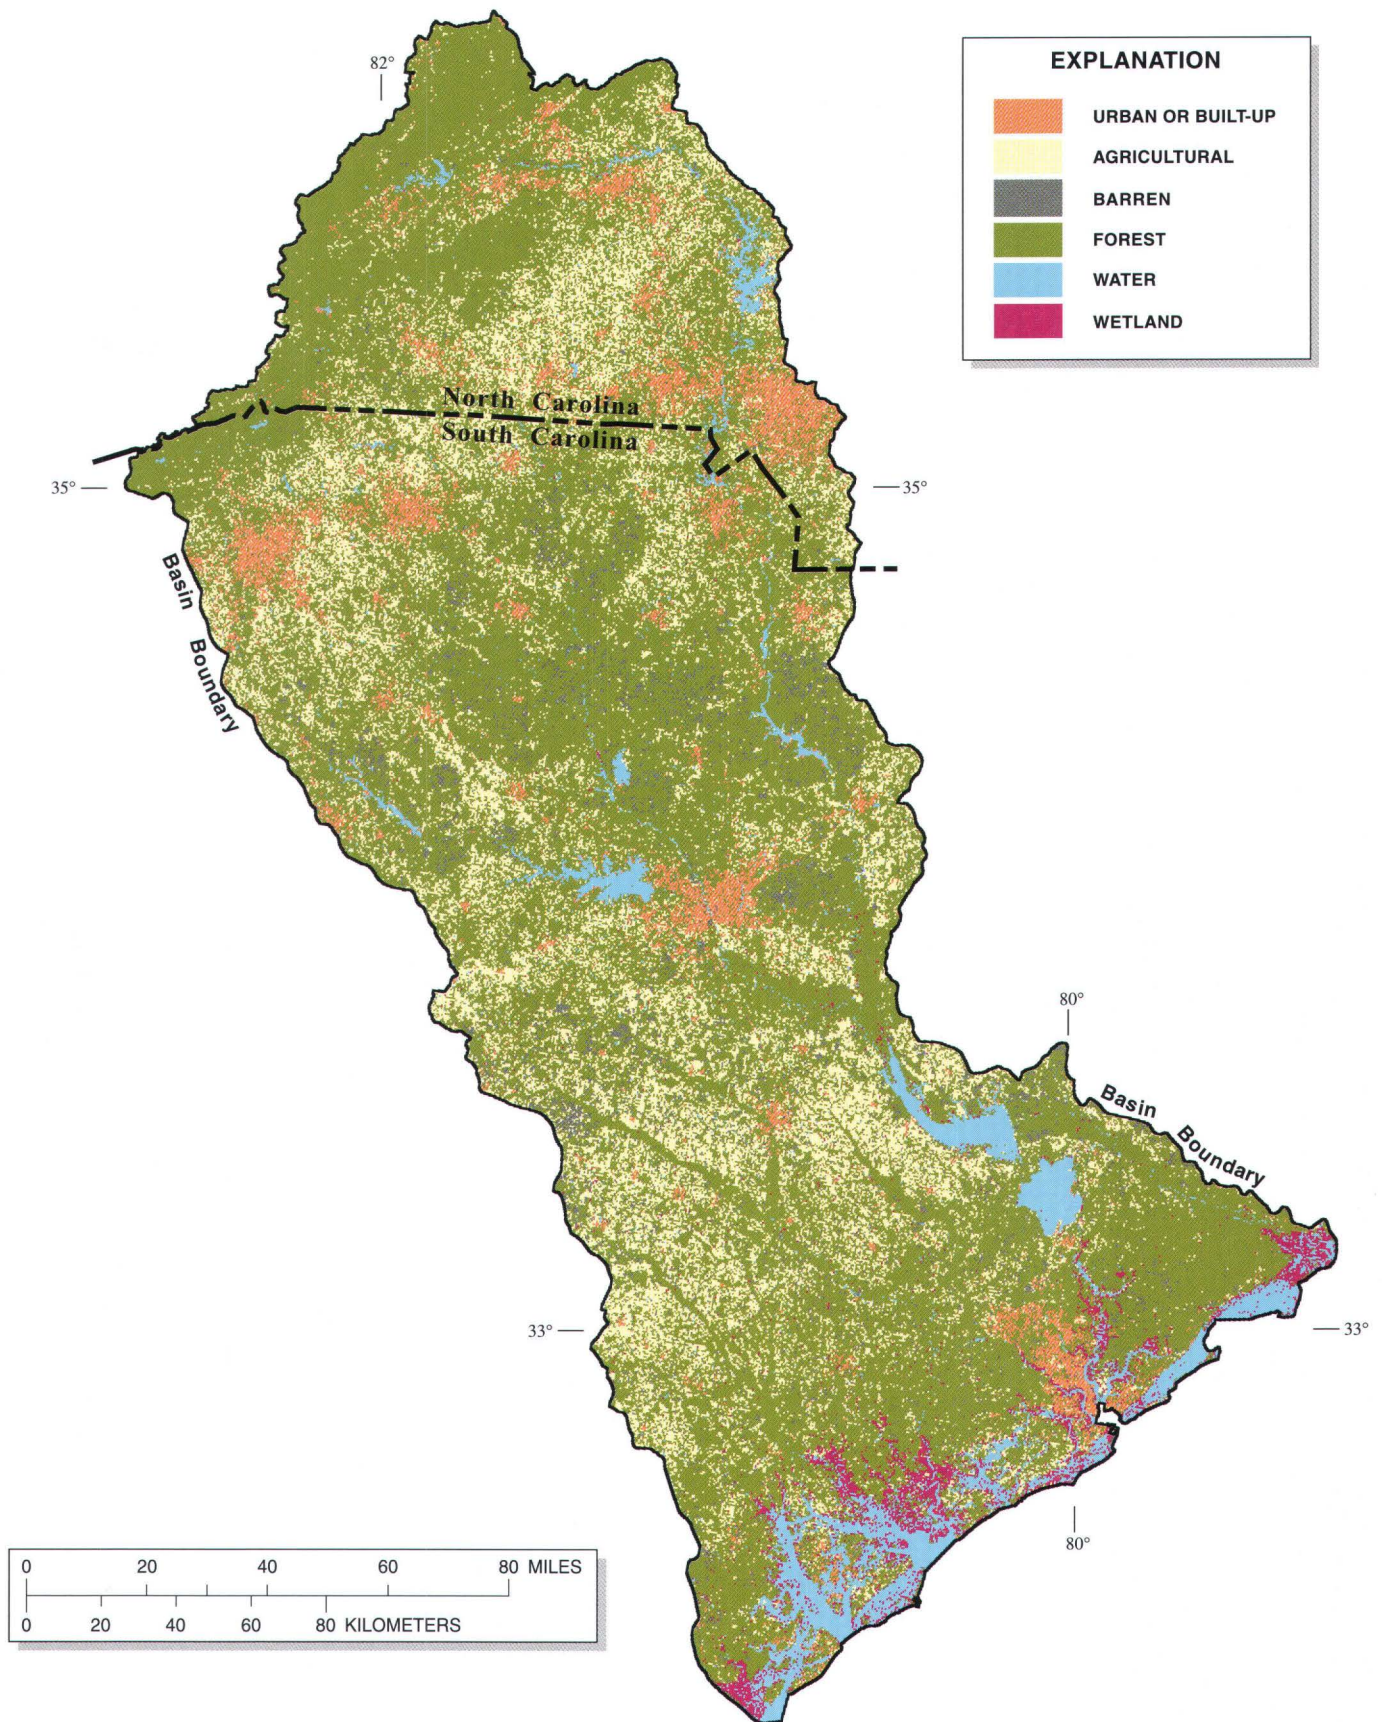 EXPLANATION
URBAN OR BUILT-UP
AGRICULTURAL
BARREN
FOREST
WATER
WETLAND
82°
North Carolina
South Carolina
35°
35°
Basin Boundary
80°
Basin Boundary
33°
33°
80°
0 20 40 60 80 MILES
0 20 40 60 80 KILOMETERS